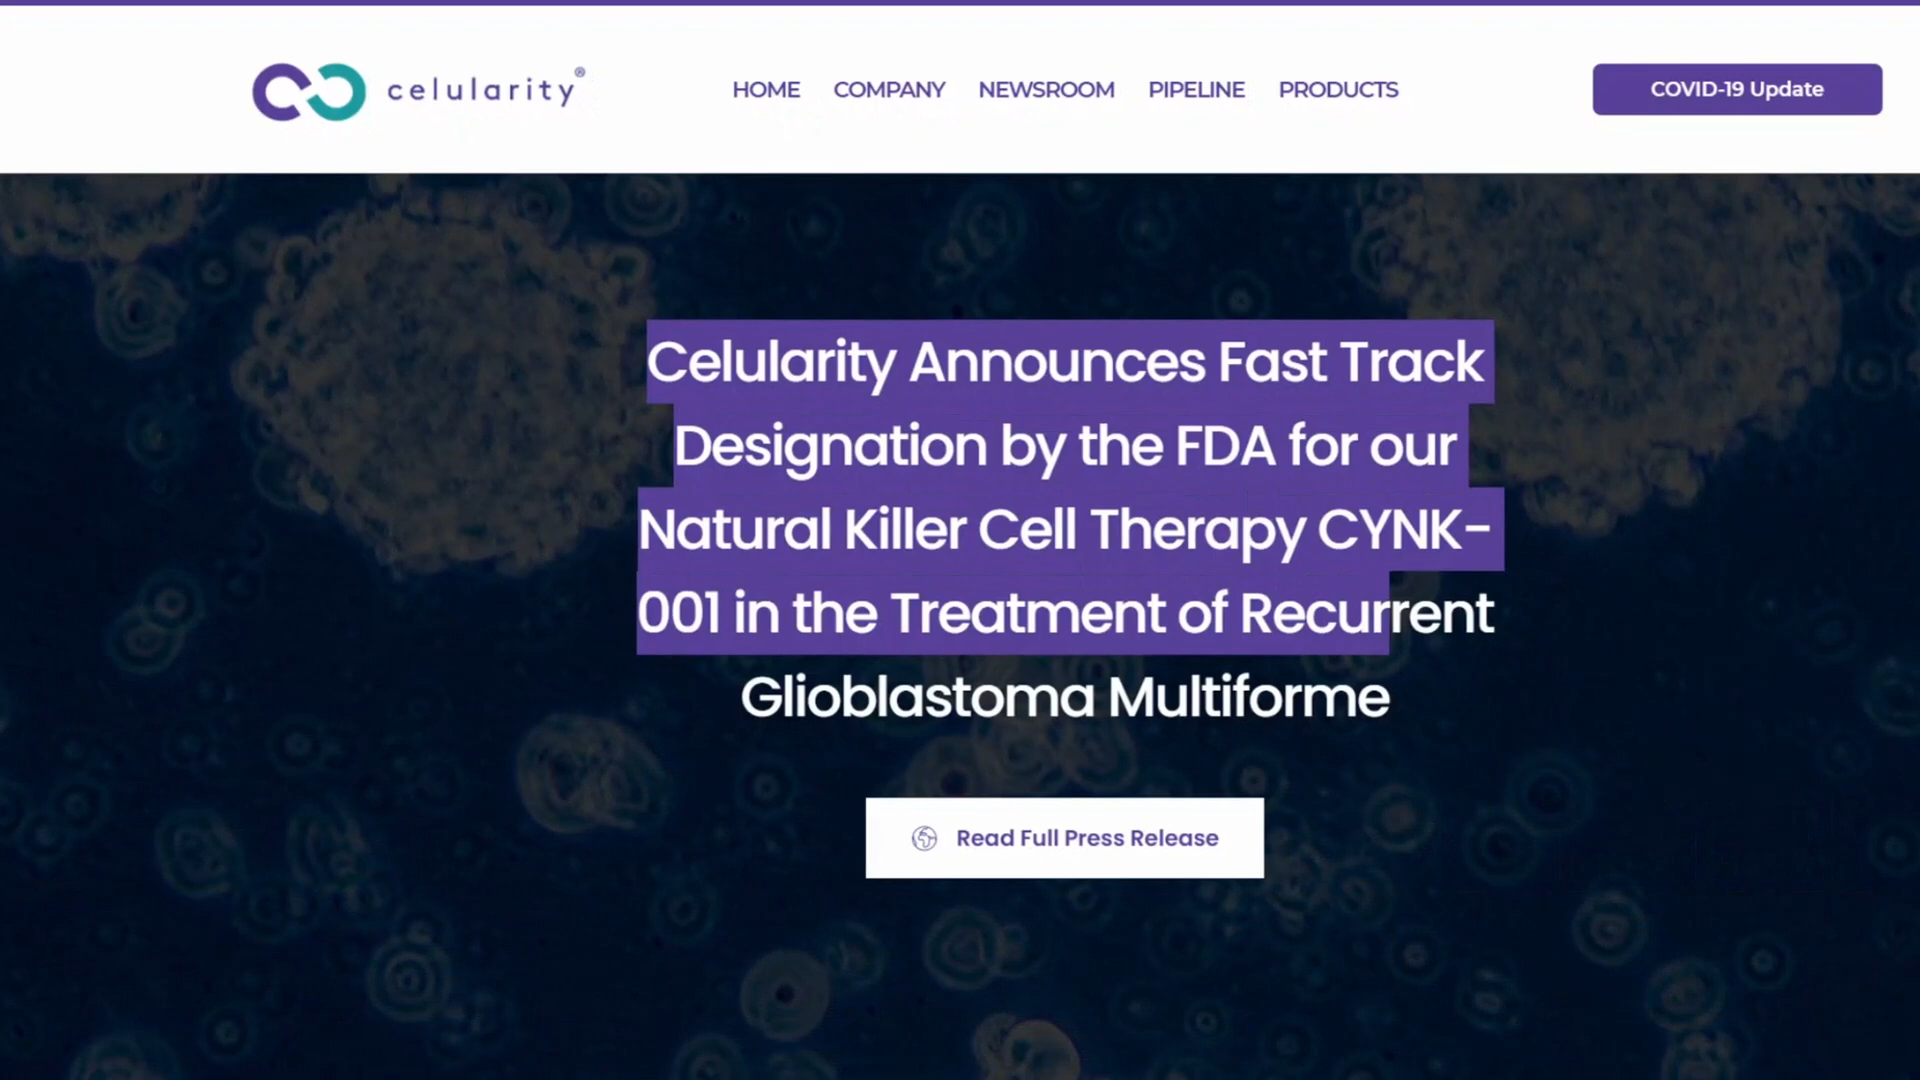 celularity®
HOME COMPANY NEWSROOM PIPELINE PRODUCTS
COVID-19 Update
Celularity Announces Fast Track
Designation by the FDA for our
Natural Killer Cell Therapy CYNK-
001 in the Treatment of Recurrent
Glioblastoma Multiforme
Read Full Press Release